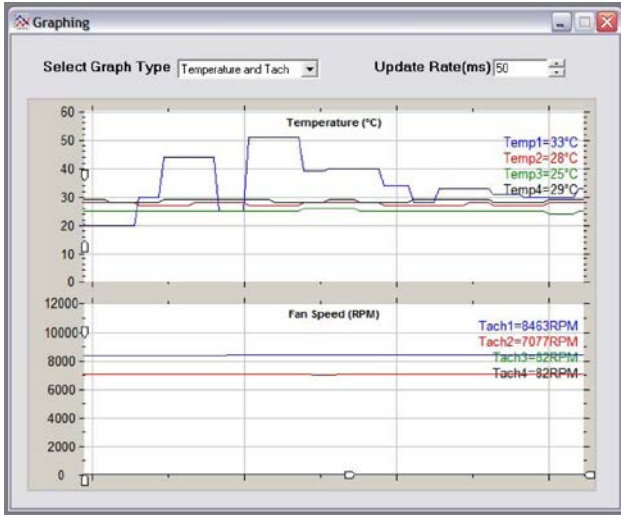 Graphing
Select Graph Type Temperature and Tach Update Rate(ms) 50
Temperature (°C)
60
50
40
30
20
10
0
Temp1=33°C
Temp2=28°C
Temp3=25°C
Temp4=29°C
Fan Speed (RPM)
12000
10000
8000
6000
4000
2000
0
Tach1=8463RPM
Tach2=7077RPM
Tach3=82RPM
Tach4=82RPM